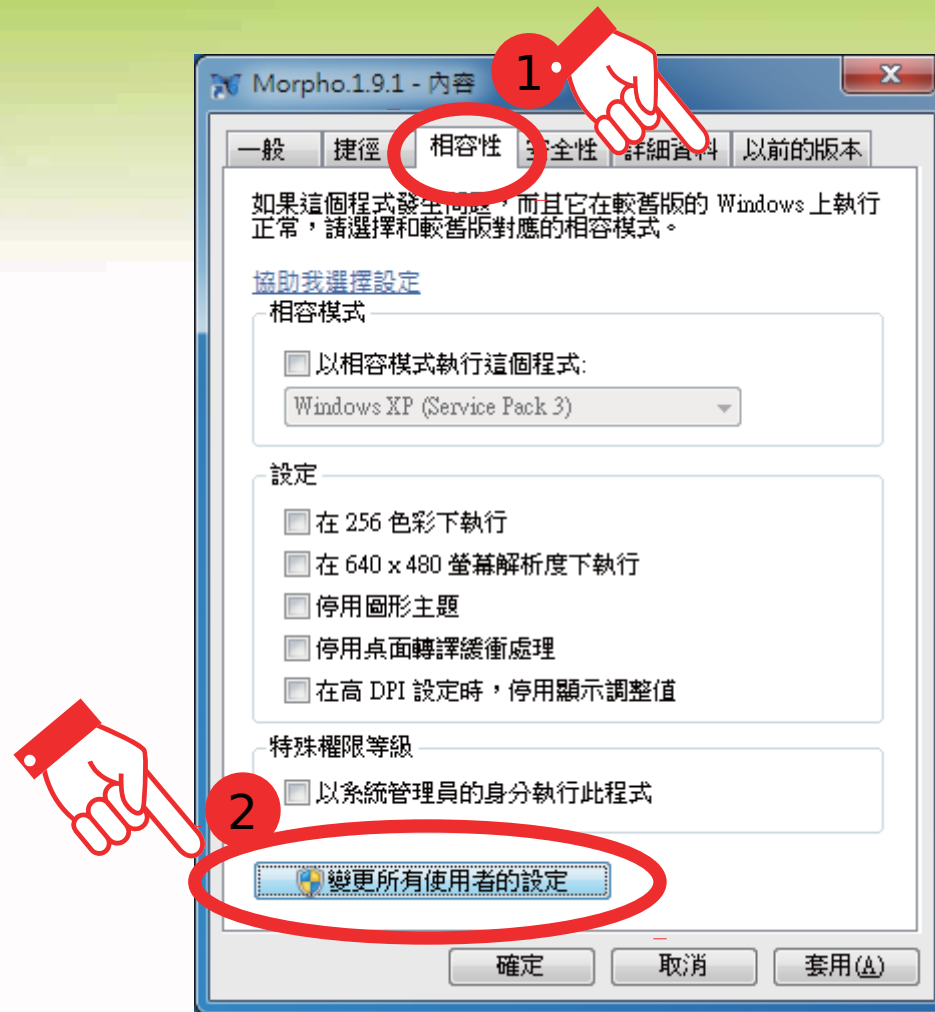 Morpho.1.9.1 - 內容
1
一般 捷徑 相容性 安全性 詳細資料 以前的版本
如果這個程式發生問題，而且它在較舊版的 Windows 上執行
正常，請選擇和較舊版對應的相容模式。
協助我選擇設定
相容模式
以相容模式執行這個程式:
Windows XP (Service Pack 3)
設定
在 256 色彩下執行
在 640 x 480 螢幕解析度下執行
停用圖形主題
停用桌面轉譯緩衝處理
在高 DPI 設定時，停用顯示調整值
特殊權限等級
以系統管理員的身分執行此程式
2
變更所有使用者的設定
確定 取消 套用(A)